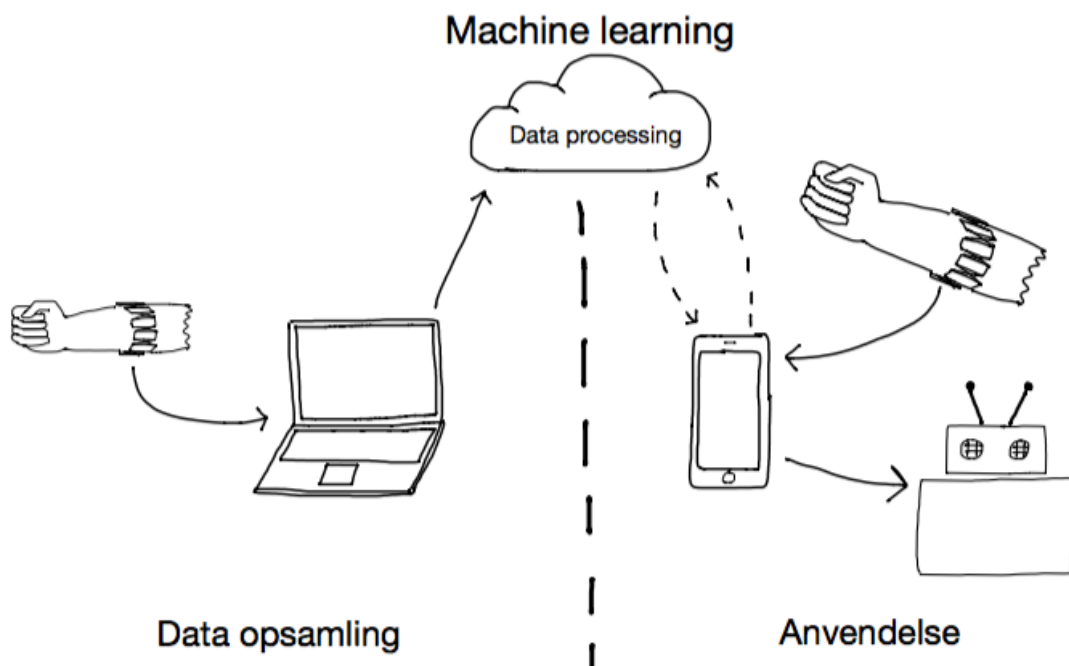 Machine learning
Data processing
Data opsamling
Anvendelse